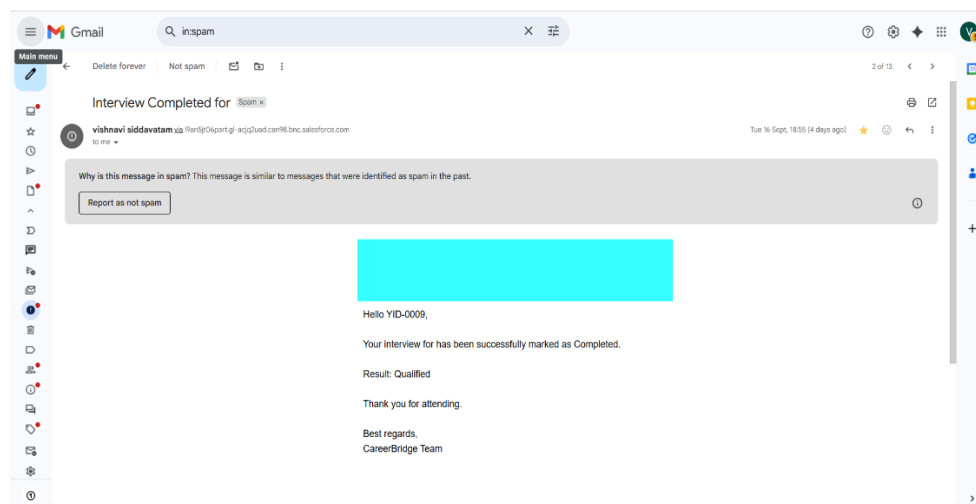 Gmail
in:spam
Main menu
Delete forever Not spam
2 of 13
Interview Completed for Spam ×
vishnavi siddavatam via
Tue 16 Sept, 18:55 (4 days ago)
to me
Why is this message in spam? This message is similar to messages that were identified as spam in the past.
Report as not spam
Hello YID-0009,
Your interview for has been successfully marked as Completed.
Result: Qualified
Thank you for attending.
Best regards,
CareerBridge Team